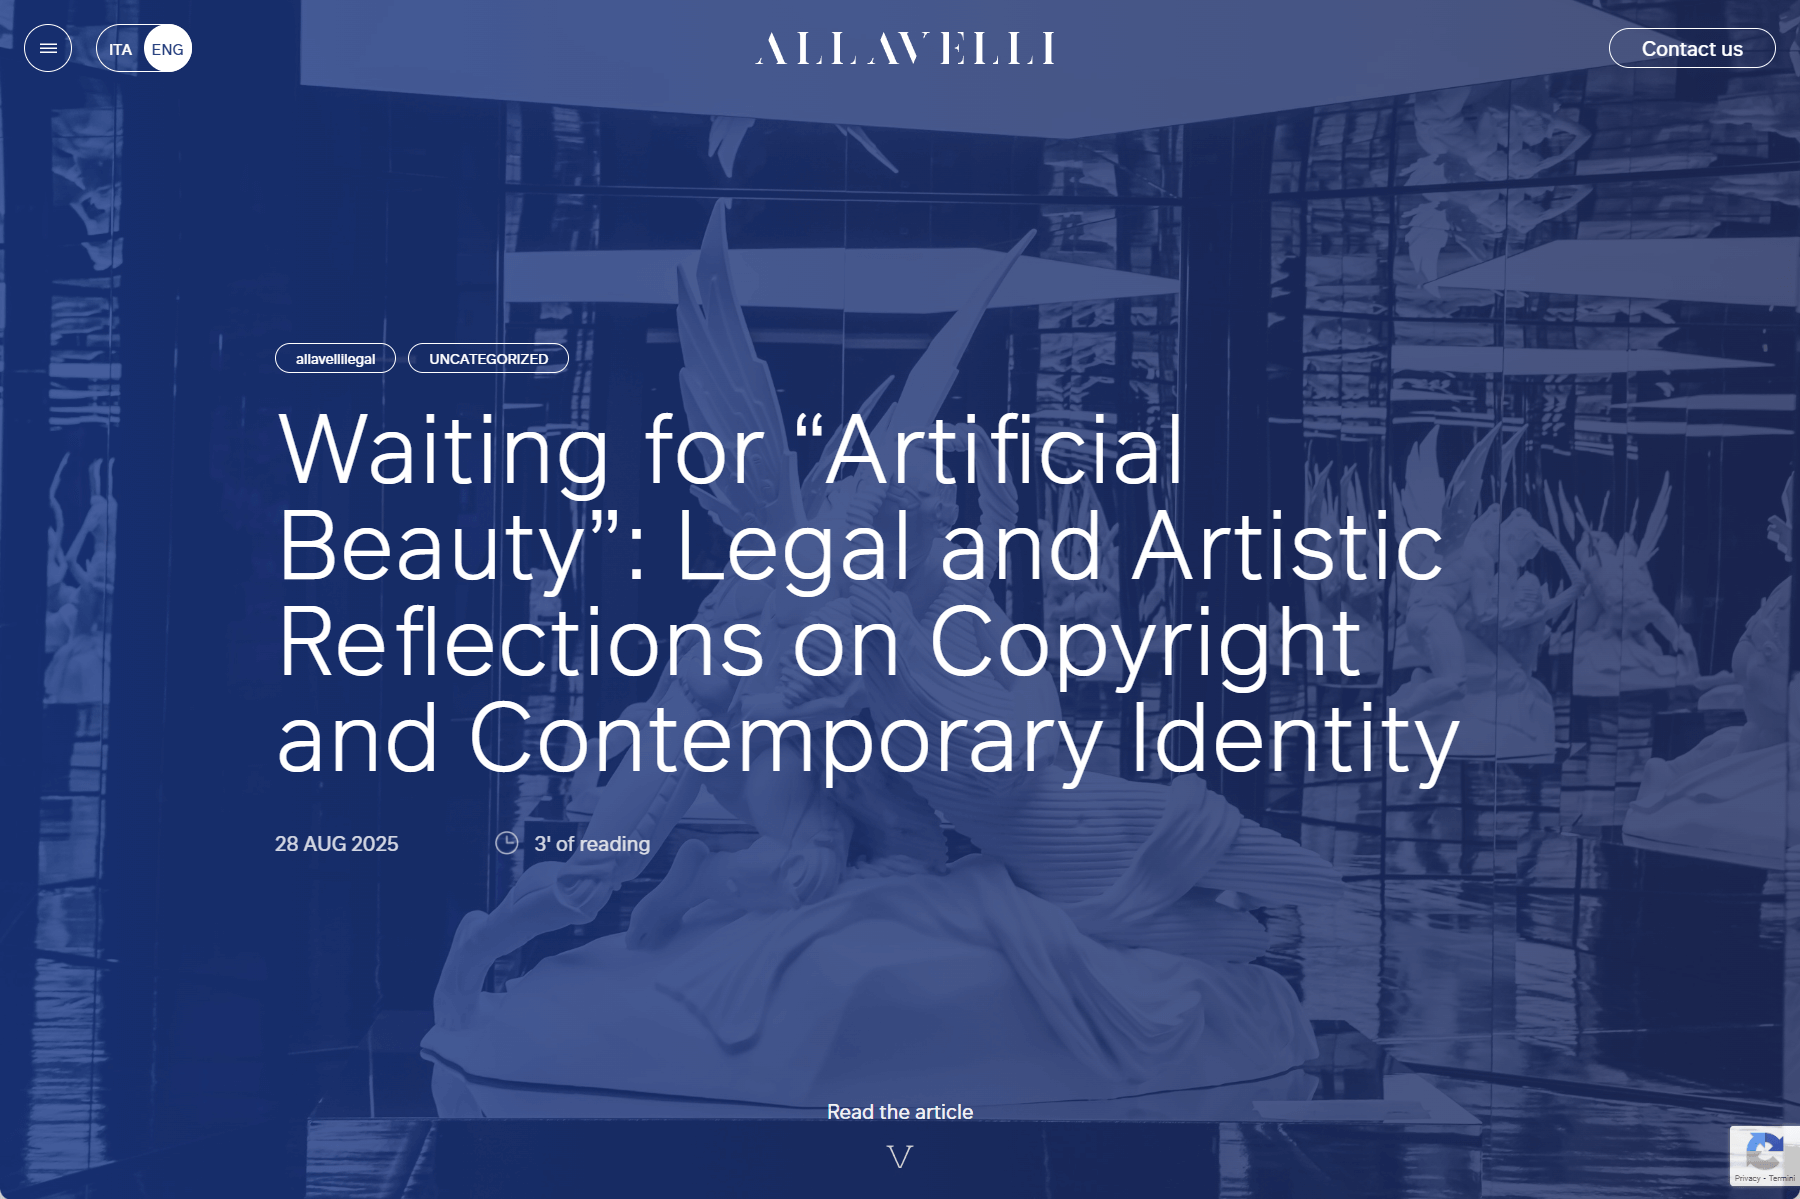 ITA
ENG
ALLAVELLI
Contact us
allavellilegal
UNCATEGORIZED
Waiting for “Artificial
Beauty”: Legal and Artistic
Reflections on Copyright
and Contemporary Identity
28 AUG 2025
3' of reading
Read the article
Privacy - Termini